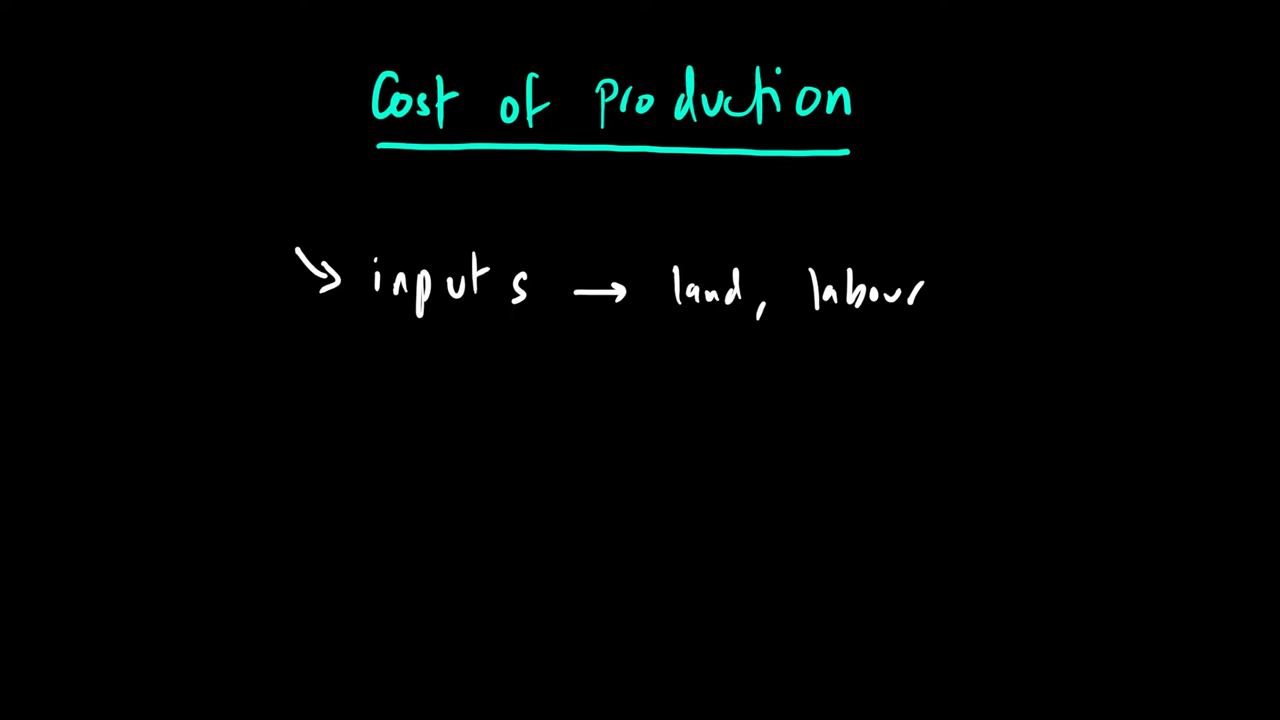 Cost of production
↘ inputs → land, labour